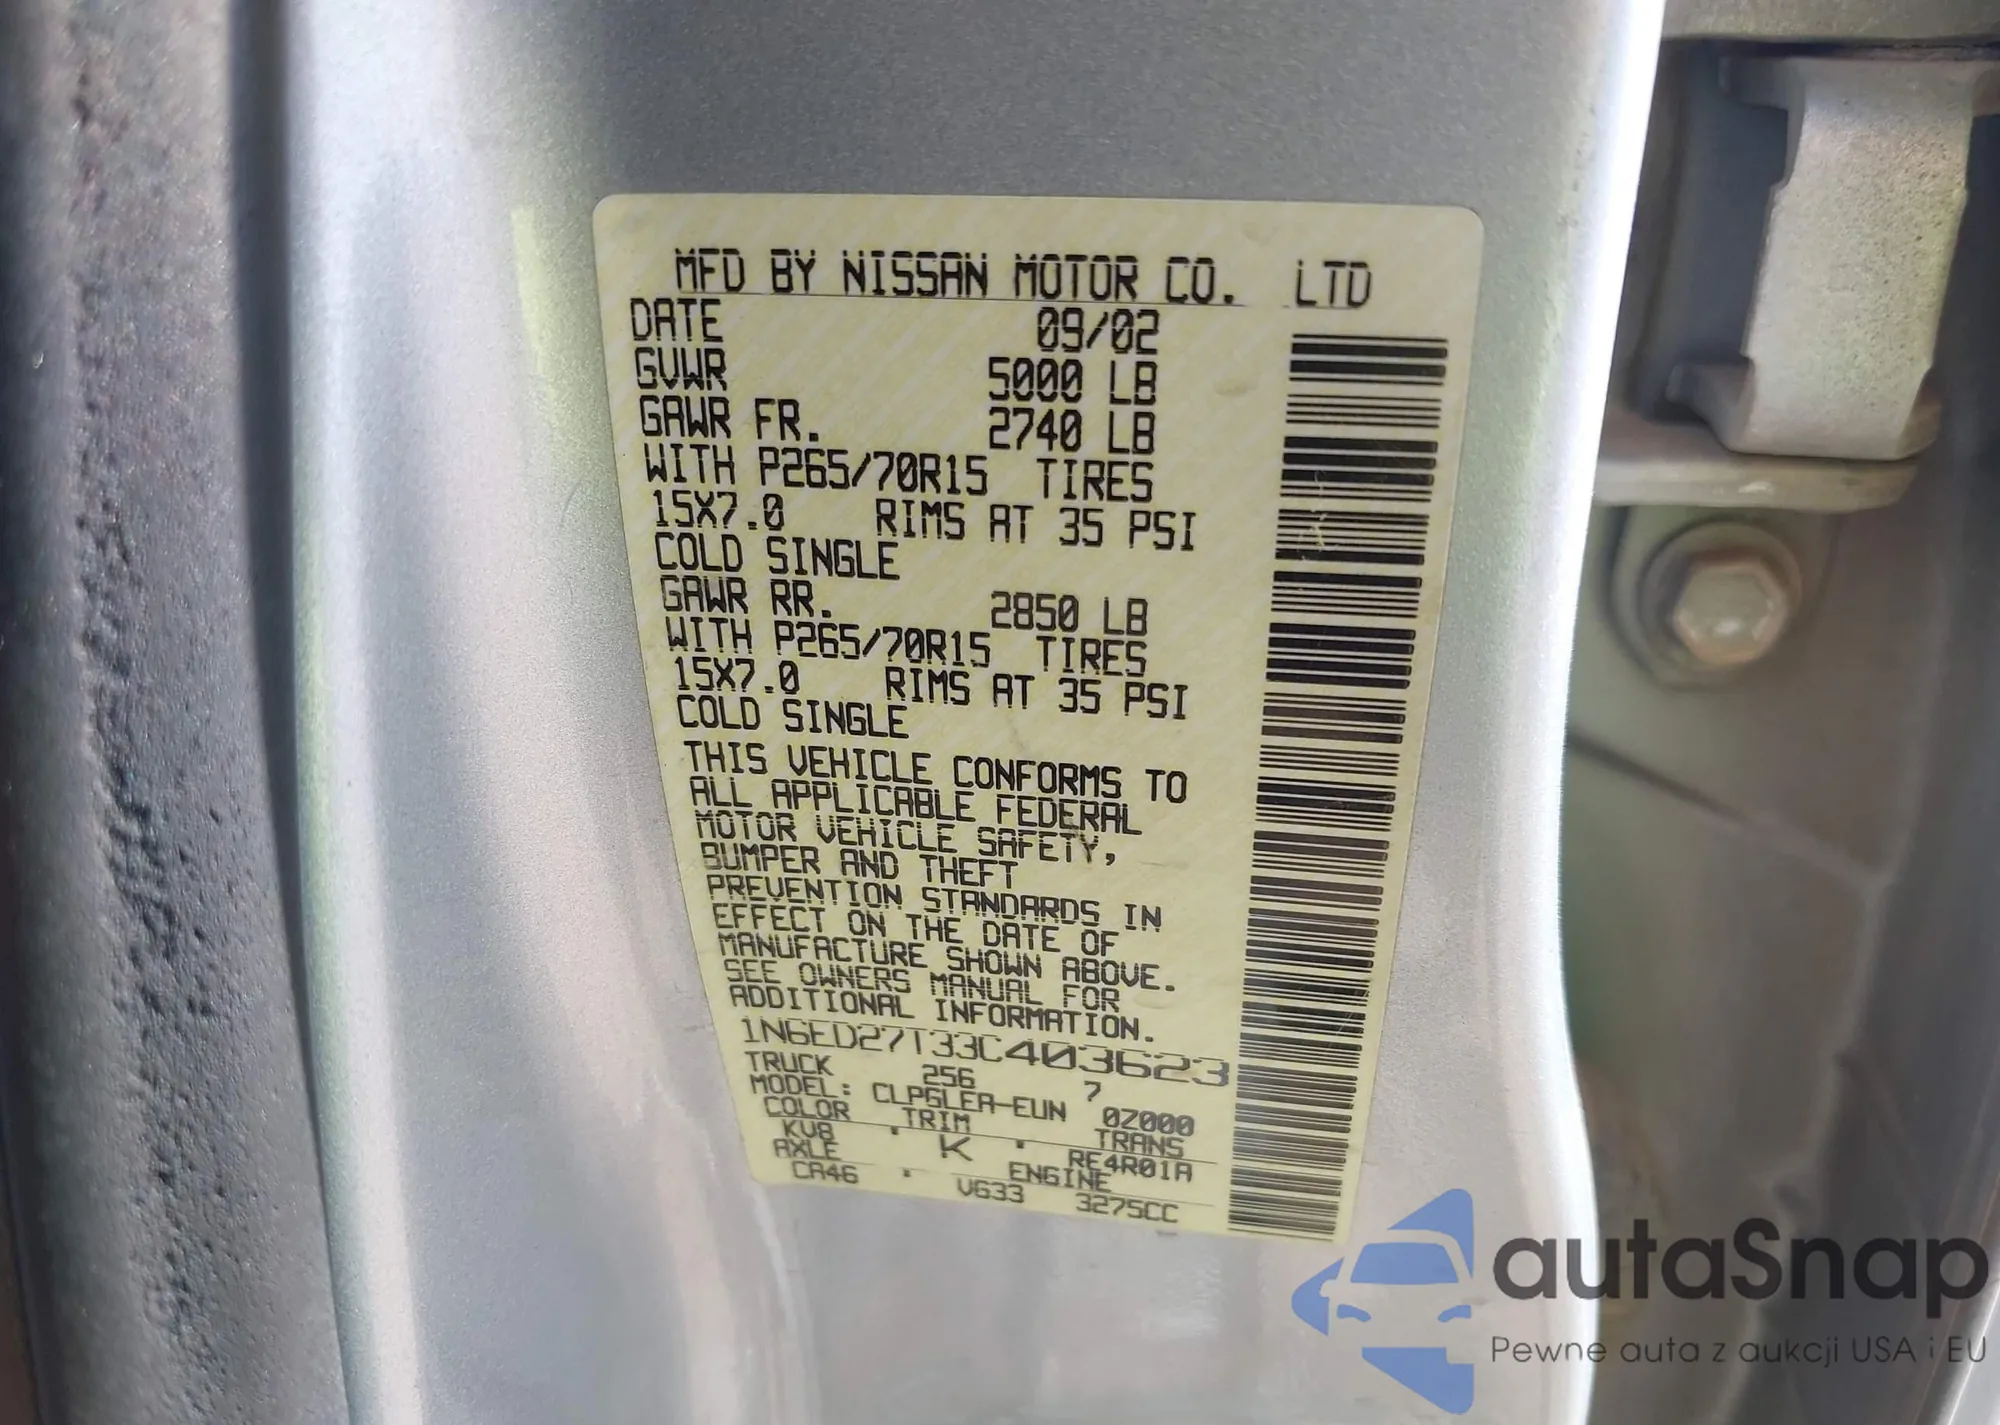 MFD BY NISSAN MOTOR CO. LTD
DATE 09/02
GVWR 5000 LB
GAWR FR. 2740 LB
WITH P265/70R15 TIRES
15X7.0 RIMS AT 35 PSI
COLD SINGLE
GAWR RR. 2850 LB
WITH P265/70R15 TIRES
15X7.0 RIMS AT 35 PSI
COLD SINGLE
THIS VEHICLE CONFORMS TO
ALL APPLICABLE FEDERAL
MOTOR VEHICLE SAFETY,
BUMPER AND THEFT
PREVENTION STANDARDS IN
EFFECT ON THE DATE OF
MANUFACTURE SHOWN ABOVE.
SEE OWNERS MANUAL FOR
ADDITIONAL INFORMATION.
1N6ED27T33C403623
TRUCK 256 7
MODEL: CLPGLEA-EUN 0Z000
COLOR TRIM TRANS
KV8 K RE4R01A
AXLE ENGINE
CA46 VG33 3275CC
autaSnap
Pewne auta z aukcji USA i EU